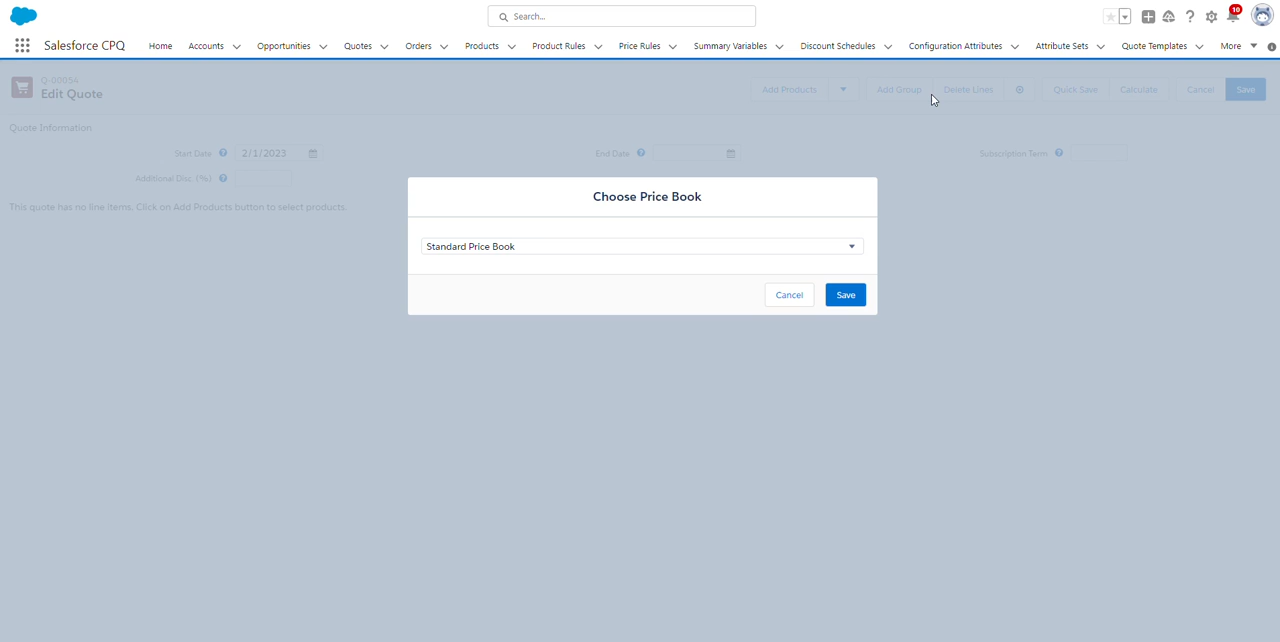 Search...
10
Salesforce CPQ Home Accounts Opportunities Quotes Orders Products Product Rules Price Rules Summary Variables Discount Schedules Configuration Attributes Attribute Sets Quote Templates More
Q-00054
Edit Quote
Add Products Add Group Delete Lines Quick Save Calculate Cancel Save
Quote Information
Start Date 2/1/2023 End Date Subscription Term
Additional Disc. (%)
This quote has no line items. Click on Add Products button to select products.
Choose Price Book
Standard Price Book
Cancel Save